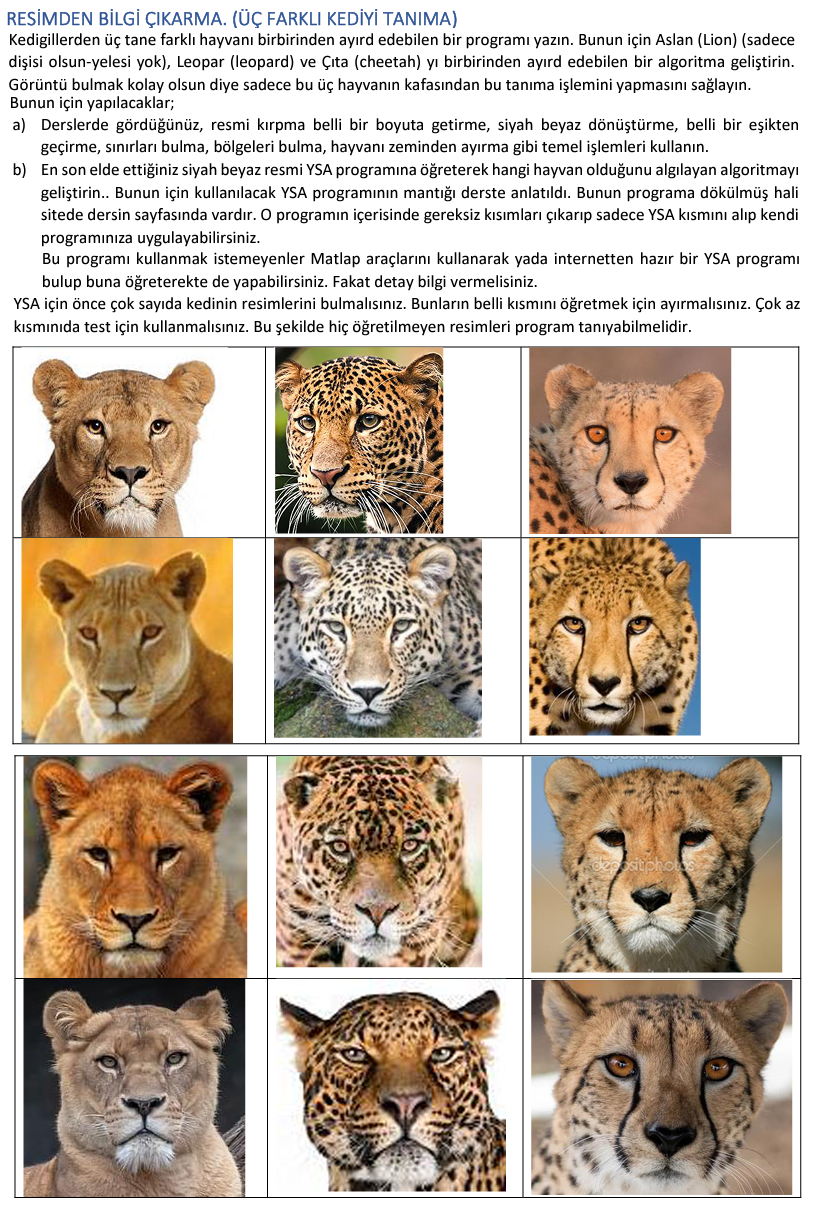 RESİMDEN BİLGİ ÇIKARMA. (ÜÇ FARKLI KEDİYİ TANIMA)
Kedigillerden üç tane farklı hayvanı birbirinden ayırd edebilen bir programı yazın. Bunun için Aslan (Lion) (sadece
dişisi olsun-yelesi yok), Leopar (leopard) ve Çıta (cheetah) yı birbirinden ayırd edebilen bir algoritma geliştirin.
Görüntü bulmak kolay olsun diye sadece bu üç hayvanın kafasından bu tanıma işlemini yapmasını sağlayın.
Bunun için yapılacaklar;
a) Derslerde gördüğünüz, resmi kırpma belli bir boyuta getirme, siyah beyaz dönüştürme, belli bir eşikten
geçirme, sınırları bulma, bölgeleri bulma, hayvanı zeminden ayırma gibi temel işlemleri kullanın.
b) En son elde ettiğiniz siyah beyaz resmi YSA programına öğreterek hangi hayvan olduğunu algılayan algoritmayı
geliştirin.. Bunun için kullanılacak YSA programının mantığı derste anlatıldı. Bunun programa dökülmüş hali
sitede dersin sayfasında vardır. O programın içerisinde gereksiz kısımları çıkarıp sadece YSA kısmını alıp kendi
programınıza uygulayabilirsiniz.
Bu programı kullanmak istemeyenler Matlap araçlarını kullanarak yada internetten hazır bir YSA programı
bulup buna öğreterekte de yapabilirsiniz. Fakat detay bilgi vermelisiniz.
YSA için önce çok sayıda kedinin resimlerini bulmalısınız. Bunların belli kısmını öğretmek için ayırmalısınız. Çok az
kısmınıda test için kullanmalısınız. Bu şekilde hiç öğretilmeyen resimleri program tanıyabilmelidir.
depositphotos
depositphotos